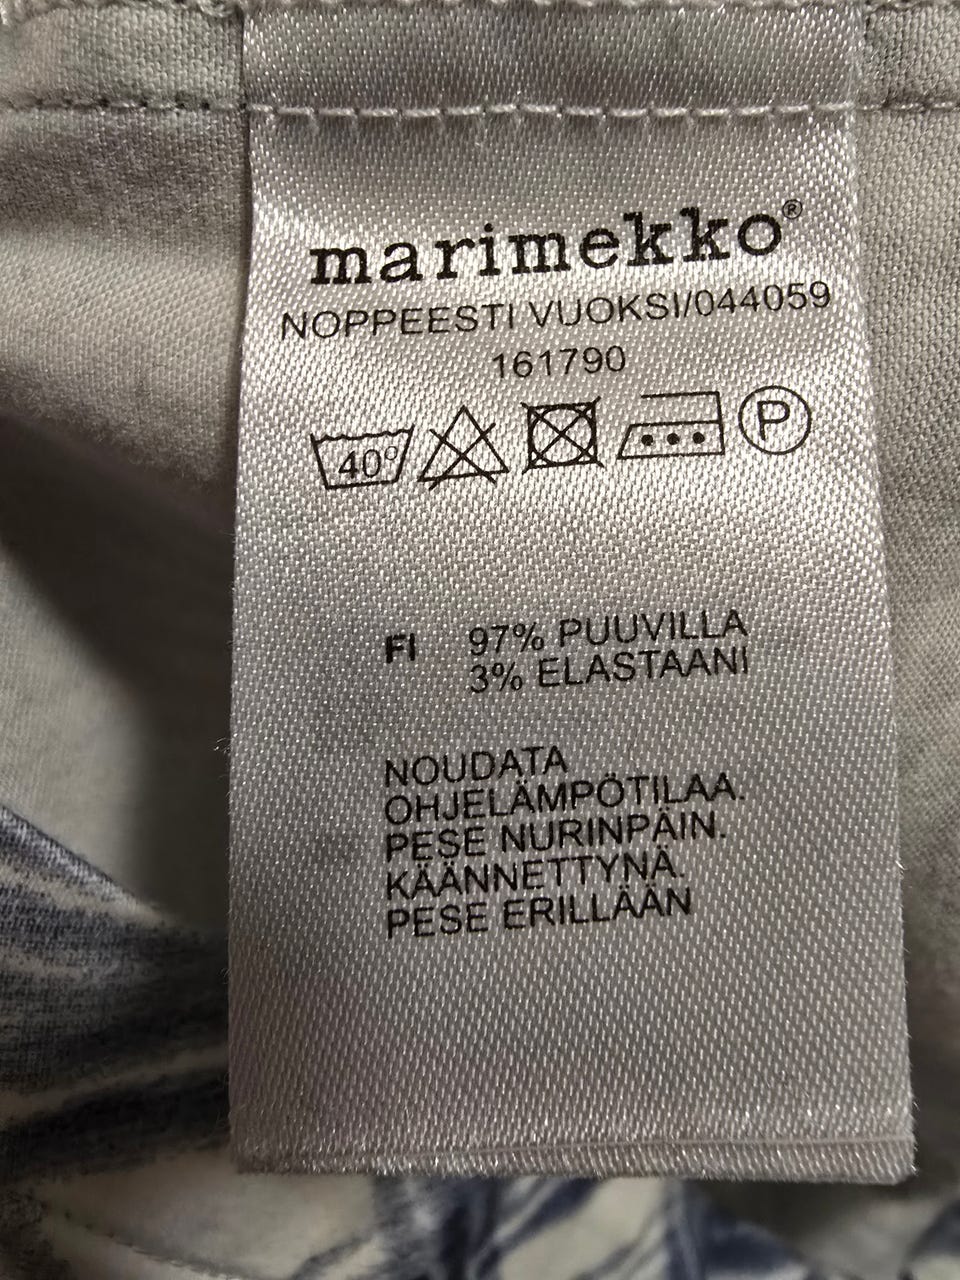 marimekko®
NOPPEESTI VUOKSI/044059
161790
40° P
FI 97% PUUVILLA
3% ELASTAANI
NOUDATA
OHJELÄMPÖTILAA.
PESE NURINPÄIN.
KÄÄNNETTYNÄ.
PESE ERILLÄÄN